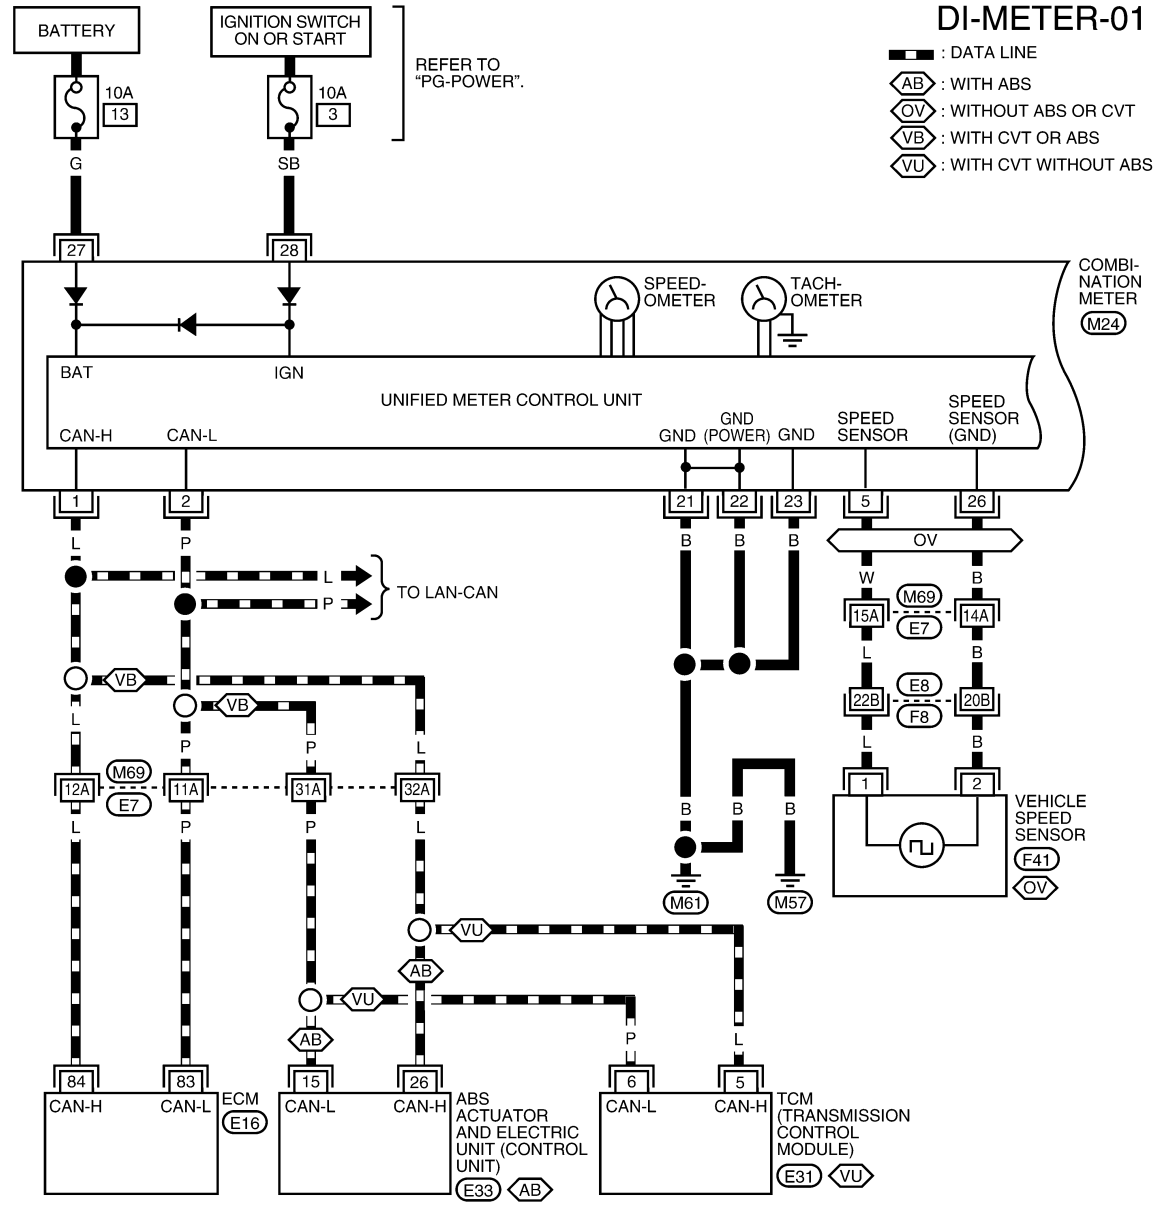 DI-METER-01
BATTERY
IGNITION SWITCH
ON OR START
REFER TO
“PG-POWER”.
: DATA LINE
AB : WITH ABS
OV : WITHOUT ABS OR CVT
VB : WITH CVT OR ABS
VU : WITH CVT WITHOUT ABS
10A
13
10A
3
G
SB
27
28
COMBI-
NATION
METER
M24
SPEED-
OMETER
TACH-
OMETER
BAT
IGN
UNIFIED METER CONTROL UNIT
CAN-H
CAN-L
GND
GND
(POWER)
GND
SPEED
SENSOR
SPEED
SENSOR
(GND)
1
2
21
22
23
5
26
L
P
B
B
B
OV
L
P
TO LAN-CAN
W
B
15A
M69
E7
14A
L
B
VB
VB
22B
E8
F8
20B
L
P
P
L
L
B
12A
M69
E7
11A
31A
32A
1
2
L
P
P
L
B
B
B
VEHICLE
SPEED
SENSOR
F41
OV
M61
M57
VU
AB
VU
AB
P
L
84
83
15
26
6
5
CAN-H
CAN-L
ECM
E16
CAN-L
CAN-H
ABS
ACTUATOR
AND ELECTRIC
UNIT (CONTROL
UNIT)
E33
AB
CAN-L
CAN-H
TCM
(TRANSMISSION
CONTROL
MODULE)
E31
VU